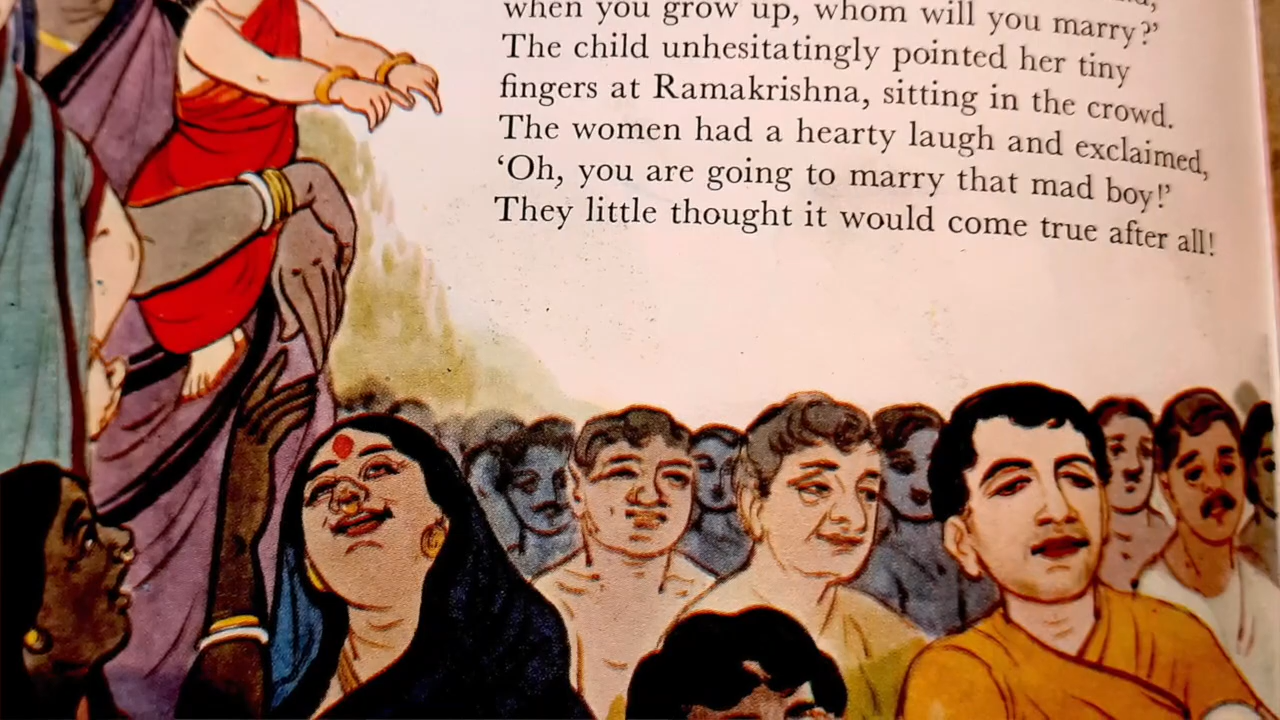 when you grow up, whom will you marry?’
The child unhesitatingly pointed her tiny
fingers at Ramakrishna, sitting in the crowd.
The women had a hearty laugh and exclaimed,
‘Oh, you are going to marry that mad boy!’
They little thought it would come true after all!